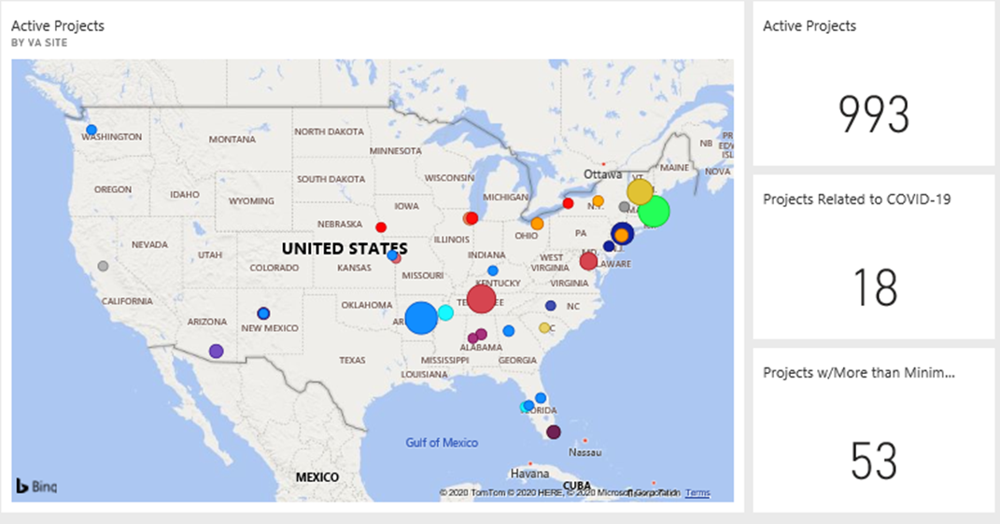 Active Projects
BY VA SITE
Ottawa
NB
MAINE
NOVA
WASHINGTON
MONTANA
NORTH DAKOTA
MINNESOTA
VT
OREGON
IDAHO
WYOMING
SOUTH DAKOTA
WISCONSIN
MICHIGAN
IOWA
NEBRASKA
ILLINOIS
OHIO
PA
NEVADA
UTAH
UNITED STATES
INDIANA
COLORADO
KANSAS
MISSOURI
WEST
VIRGINIA
KENTUCKY
VIRGINIA
CALIFORNIA
OKLAHOMA
NC
ARIZONA
NEW MEXICO
ALABAMA
TEXAS
MISSISSIPPI
GEORGIA
LOUISIANA
Gulf of Mexico
Nassau
Havana
MEXICO
CUBA
Bing
© 2020 TomTom © 2020 HERE, © 2020 Microsoft Corporation Terms
Active Projects
993
Projects Related to COVID-19
18
Projects w/More than Minim...
53